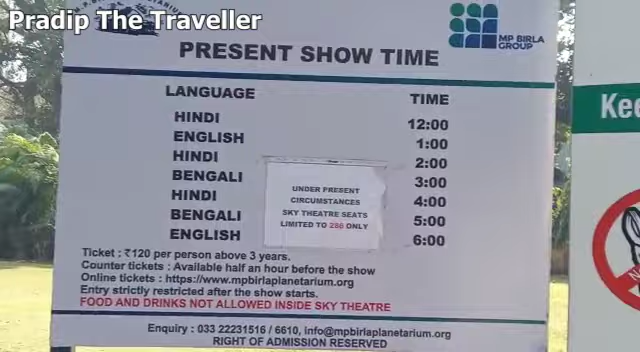 Pradip The Traveller
MP BIRLA
GROUP
PRESENT SHOW TIME
LANGUAGE TIME
HINDI 12:00
ENGLISH 1:00
HINDI 2:00
BENGALI 3:00
HINDI 4:00
BENGALI 5:00
ENGLISH 6:00
UNDER PRESENT
CIRCUMSTANCES
SKY THEATRE SEATS
LIMITED TO 286 ONLY
Ticket : ₹120 per person above 3 years.
Counter tickets : Available half an hour before the show
Online tickets : https://www.mpbirlaplanetarium.org
Entry strictly restricted after the show starts.
FOOD AND DRINKS NOT ALLOWED INSIDE SKY THEATRE
Enquiry : 033 22231516 / 6610, info@mpbirlaplanetarium.org
RIGHT OF ADMISSION RESERVED